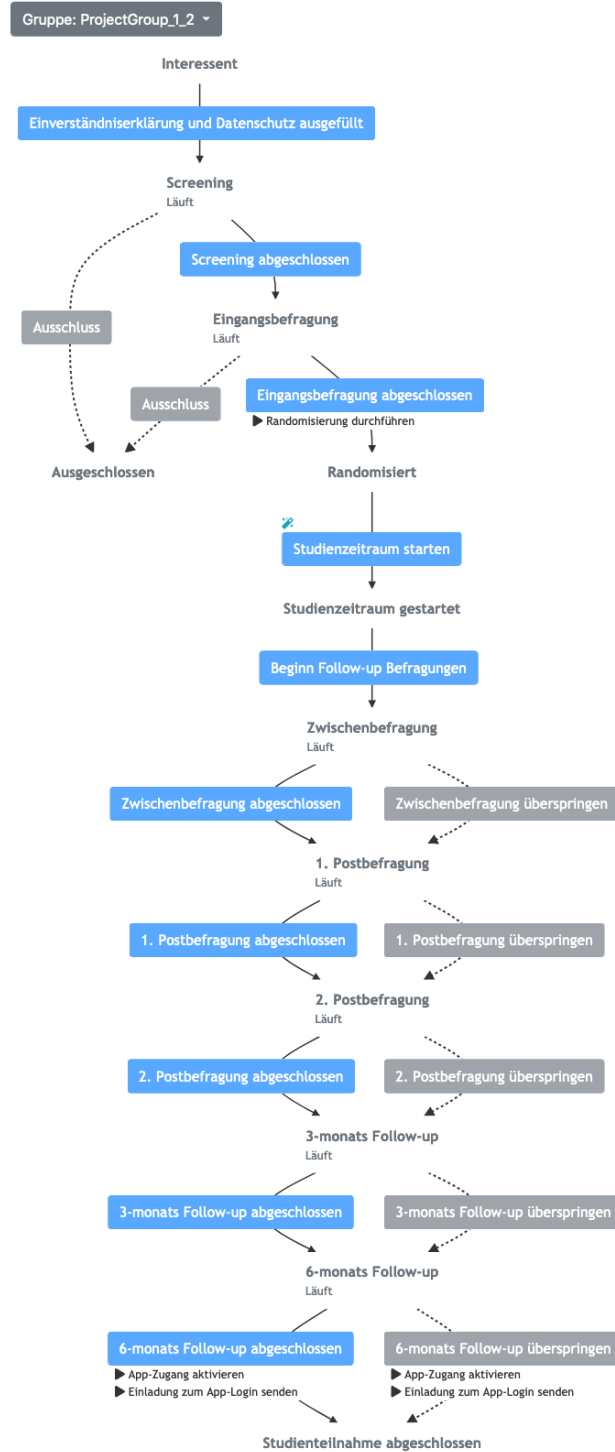 Gruppe: ProjectGroup_1_2
Interessent
Einverständniserklärung und Datenschutz ausgefüllt
Screening
Läuft
Screening abgeschlossen
Eingangsbefragung
Läuft
Ausschluss
Eingangsbefragung abgeschlossen
Ausschluss
Randomisierung durchführen
Ausgeschlossen
Randomisiert
Studienzeitraum starten
Studienzeitraum gestartet
Beginn Follow-up Befragungen
Zwischenbefragung
Läuft
Zwischenbefragung abgeschlossen
Zwischenbefragung überspringen
1. Postbefragung
Läuft
1. Postbefragung abgeschlossen
1. Postbefragung überspringen
2. Postbefragung
Läuft
2. Postbefragung abgeschlossen
2. Postbefragung überspringen
3-monats Follow-up
Läuft
3-monats Follow-up abgeschlossen
3-monats Follow-up überspringen
6-monats Follow-up
Läuft
6-monats Follow-up abgeschlossen
App-Zugang aktivieren
Einladung zum App-Login senden
6-monats Follow-up überspringen
App-Zugang aktivieren
Einladung zum App-Login senden
Studienteilnahme abgeschlossen